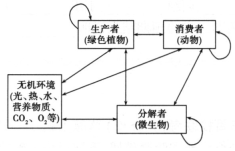 生产者
(绿色植物)
消费者
(动物)
无机环境
(光、热、水、
营养物质、
CO₂、O₂等)
分解者
(微生物)